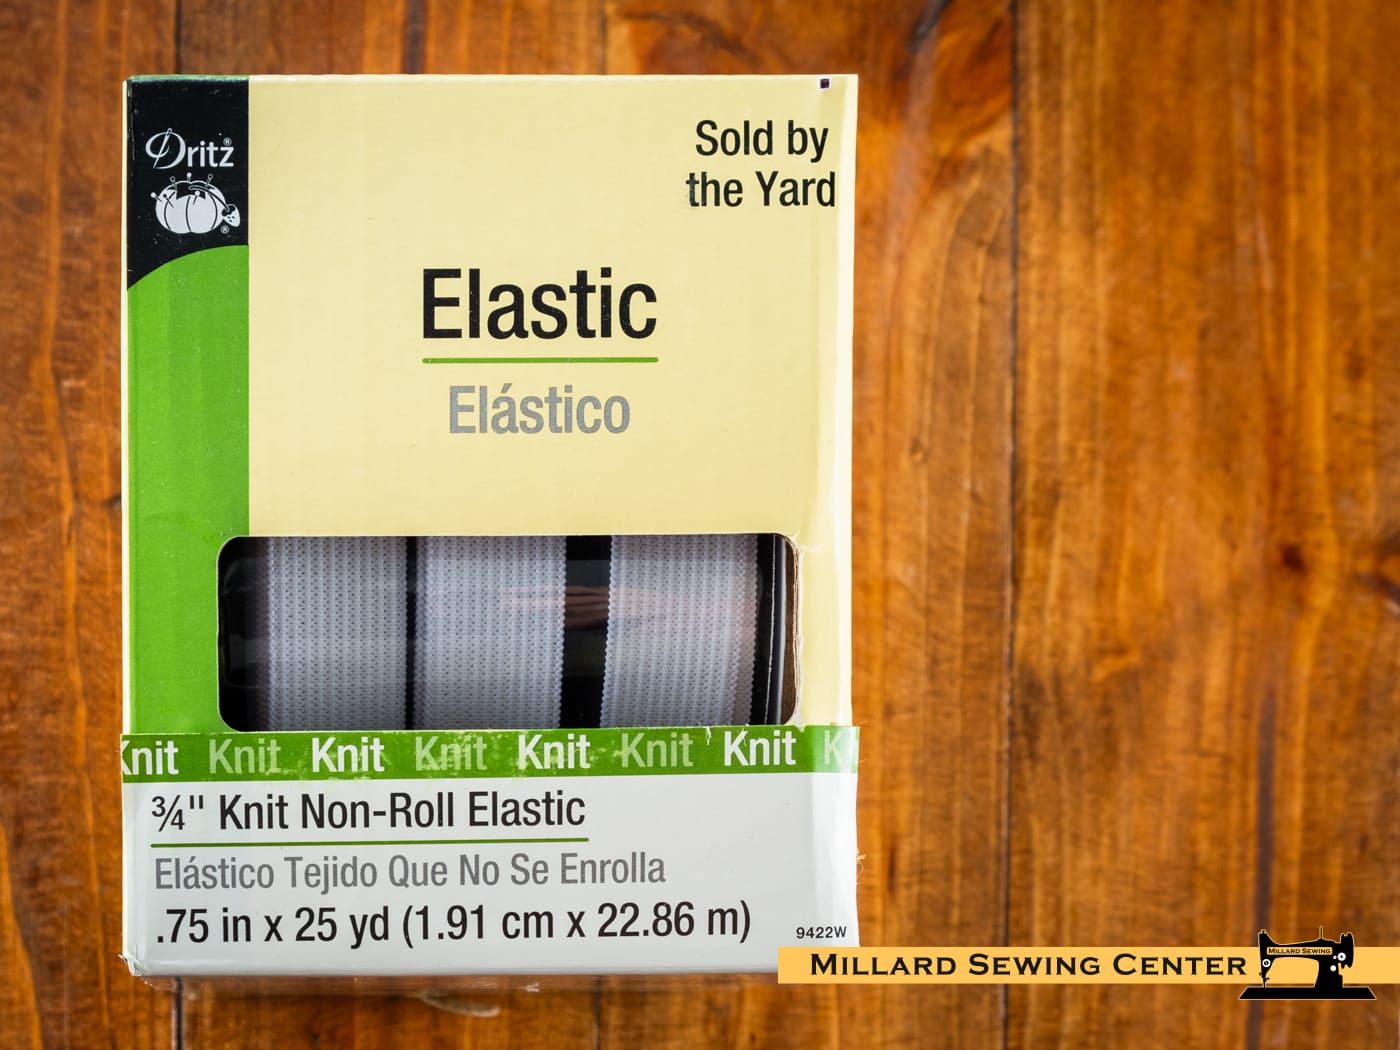 Dritz®
®
Sold by
the Yard
Elastic
Elástico
Knit Knit Knit Knit Knit Knit Knit
¾" Knit Non-Roll Elastic
Elástico Tejido Que No Se Enrolla
.75 in x 25 yd (1.91 cm x 22.86 m)
9422W
Millard Sewing Center
Millard Sewing